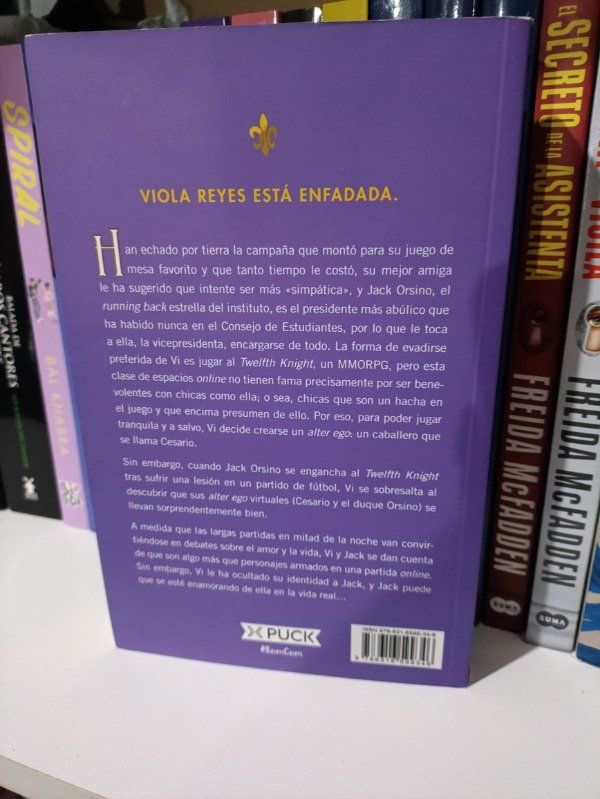 VIOLA REYES ESTÁ ENFADADA.
Han echado por tierra la campaña que montó para su juego de
mesa favorito y que tanto tiempo le costó, su mejor amiga
le ha sugerido que intente ser más «simpática», y Jack Orsino, el
running back estrella del instituto, es el presidente más abúlico que
ha habido nunca en el Consejo de Estudiantes, por lo que le toca
a ella, la vicepresidenta, encargarse de todo. La forma de evadirse
preferida de Vi es jugar al Twelfth Knight, un MMORPG, pero esta
clase de espacios online no tienen fama precisamente por ser bene-
volentes con chicas como ella; o sea, chicas que son un hacha en
el juego y que encima presumen de ello. Por eso, para poder jugar
tranquila y a salvo, Vi decide crearse un alter ego: un caballero que
se llama Cesario.
Sin embargo, cuando Jack Orsino se engancha al Twelfth Knight
tras sufrir una lesión en un partido de fútbol, Vi se sobresalta al
descubrir que sus alter ego virtuales (Cesario y el duque Orsino) se
llevan sorprendentemente bien.
A medida que las largas partidas en mitad de la noche van convir-
tiéndose en debates sobre el amor y la vida, Vi y Jack se dan cuenta
de que son algo más que personajes armados en una partida online.
Sin embargo, Vi le ha ocultado su identidad a Jack, y Jack puede
que se esté enamorando de ella en la vida real…
PUCK
#RomCom
SPIRAL
BAL KHABRA
BALADA DE
EL SECRETO DE LA ASISTENTA
FREIDA McFADDEN
SUMA
FREIDA McFADDEN
SUMA